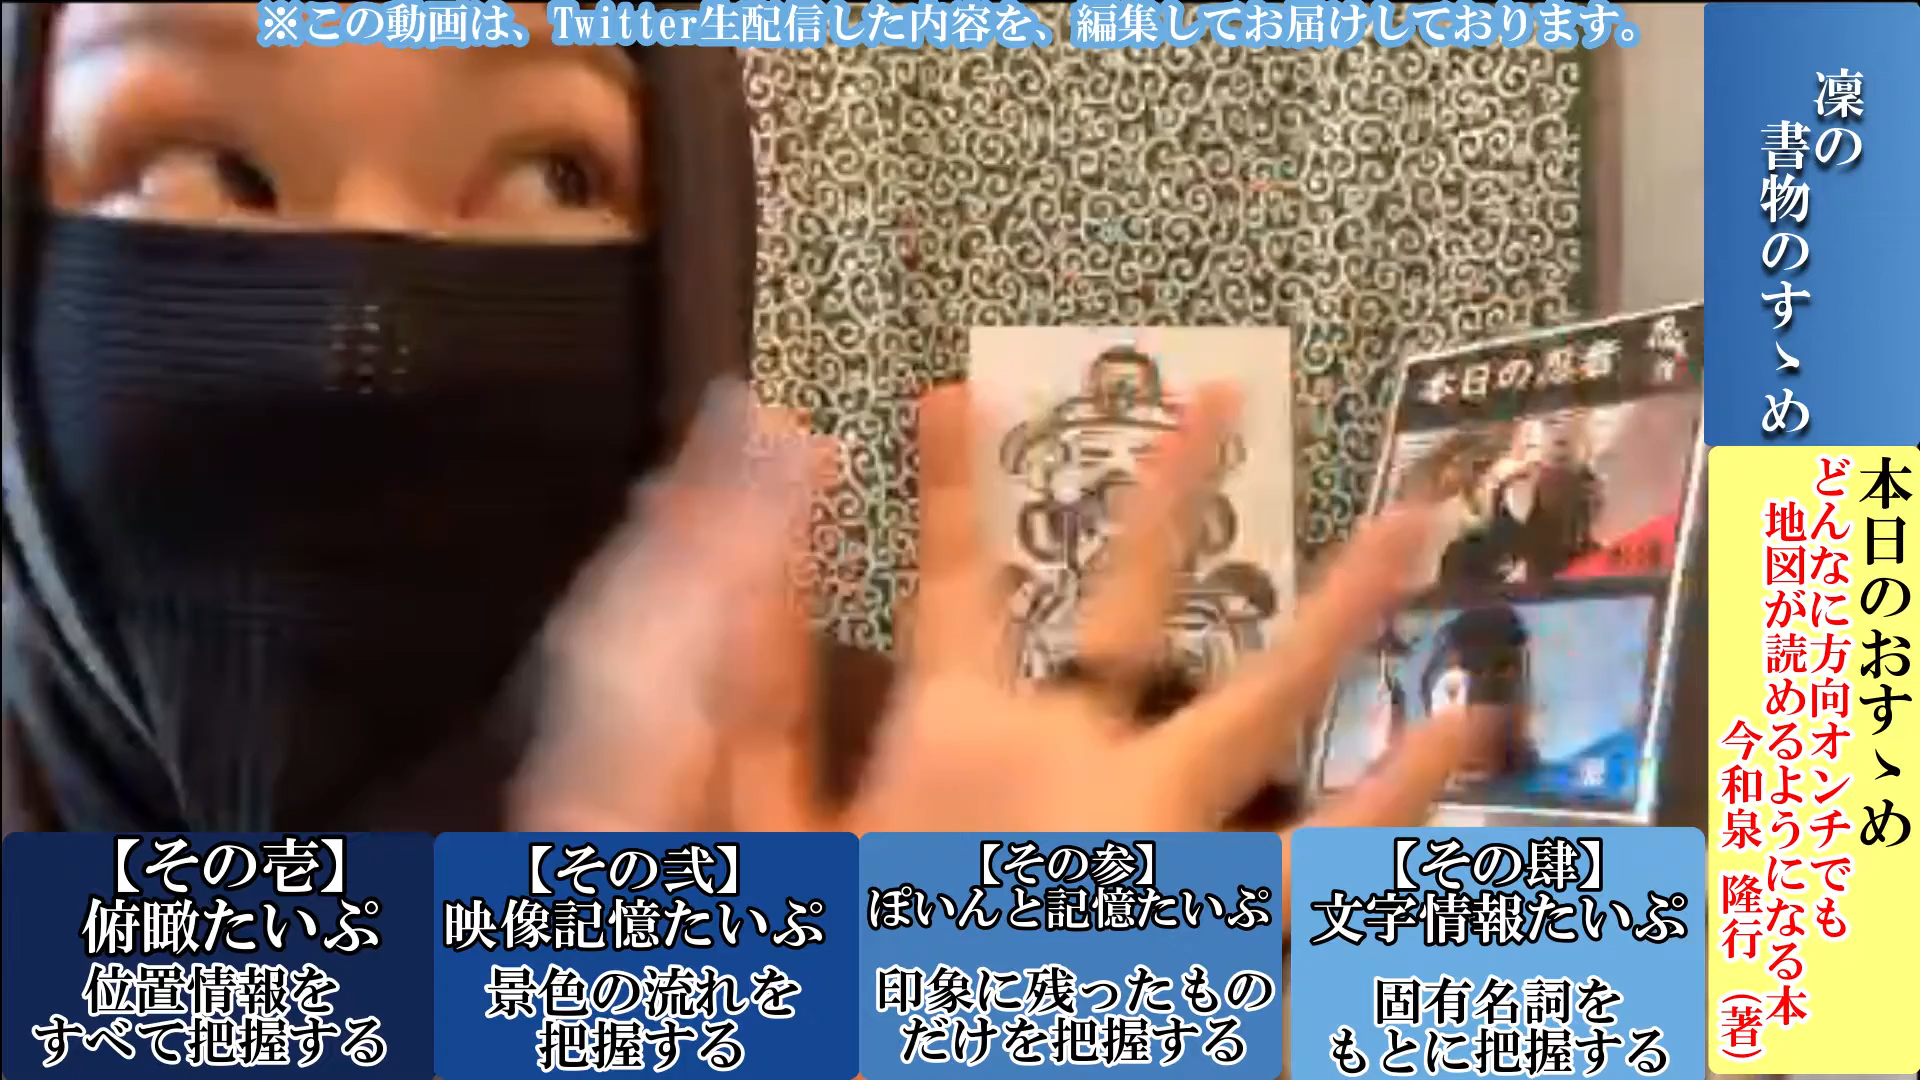 ※この動画は、Twitter生配信した内容を、編集してお届けしております。
凜の
書物のすゝめ
本日のおすゝめ
どんなに方向オンチでも
地図が読めるようになる本
今和泉 隆行 (著)
本日の忍者
【その壱】
俯瞰たいぷ
位置情報を
すべて把握する
【その弐】
映像記憶たいぷ
景色の流れを
把握する
【その参】
ぽいんと記憶たいぷ
印象に残ったもの
だけを把握する
【その肆】
文字情報たいぷ
固有名詞を
もとに把握する